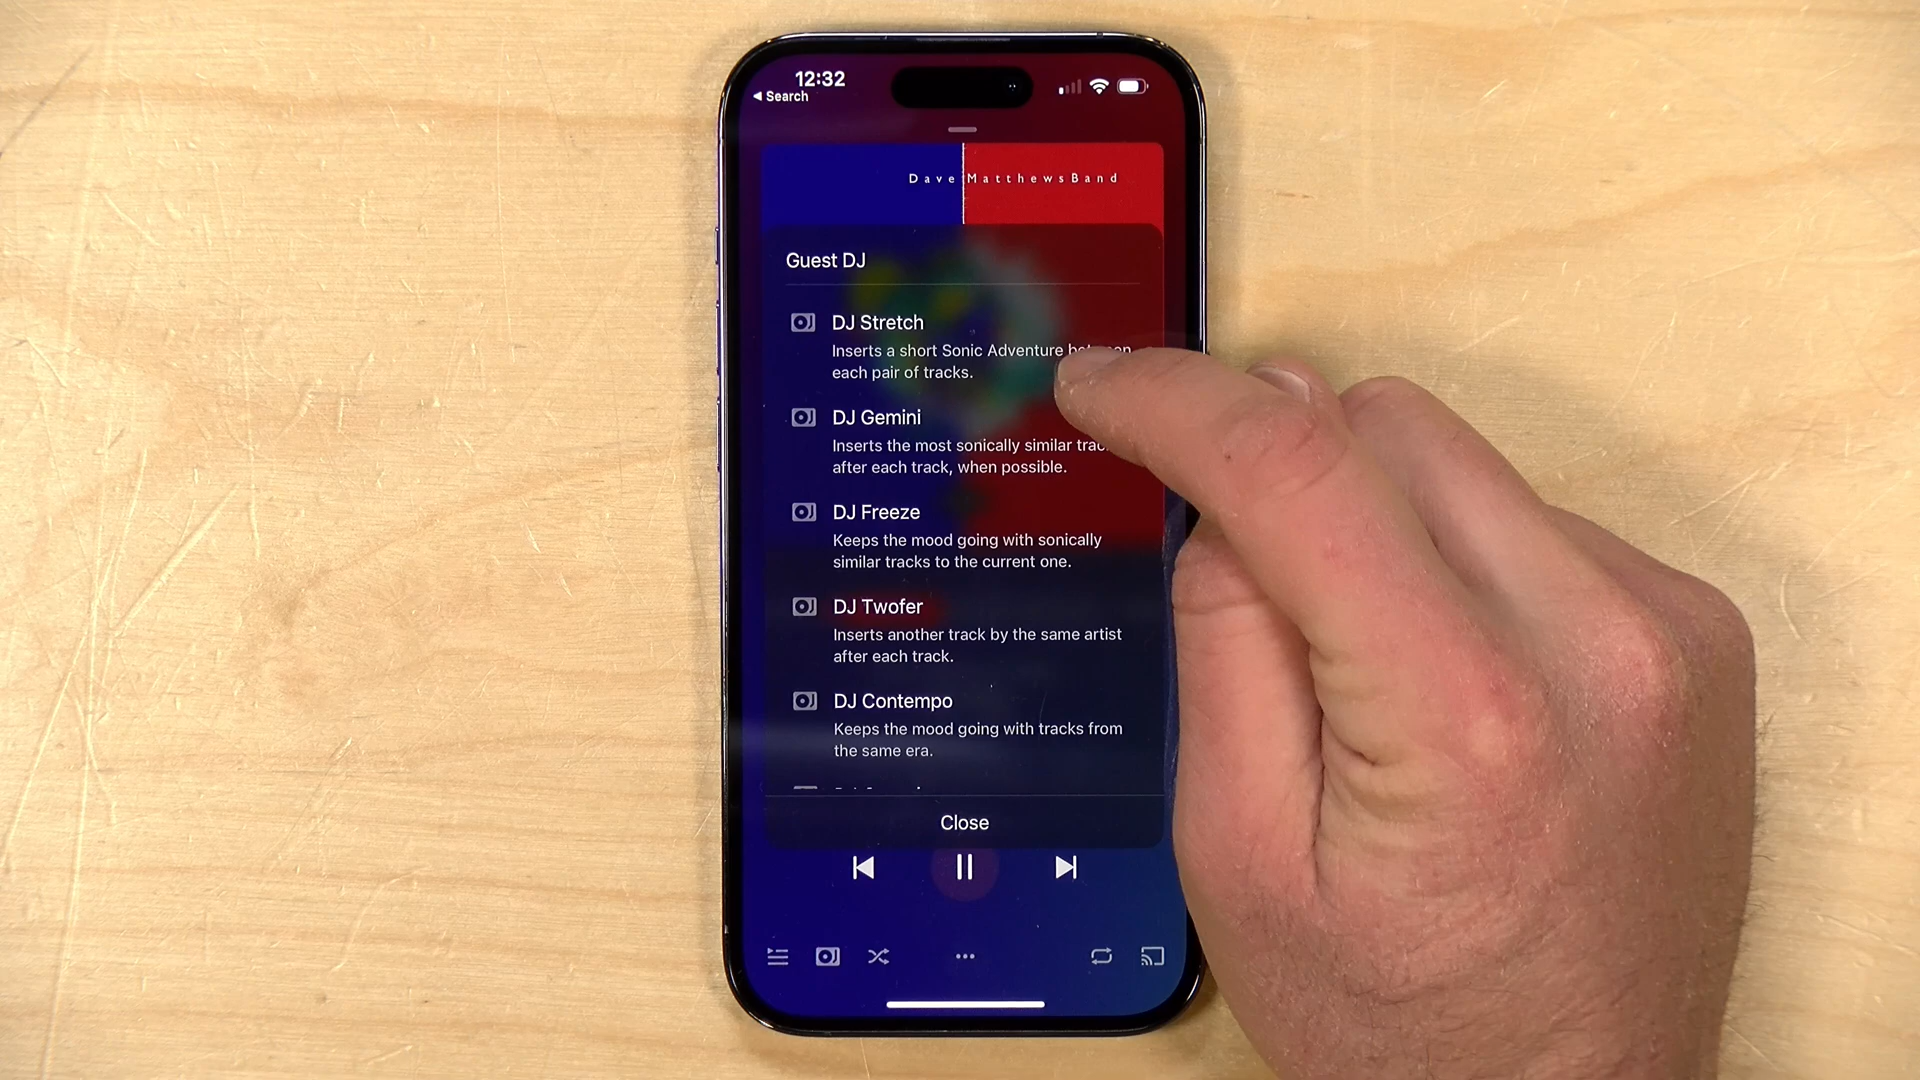 12:32
Search
Dave MatthewsBand
Guest DJ
DJ Stretch
Inserts a short Sonic Adventure
each pair of tracks.
DJ Gemini
Inserts the most sonically similar
after each track, when possible.
DJ Freeze
Keeps the mood going with sonically
similar tracks to the current one.
DJ Twofer
Inserts another track by the same artist
after each track.
DJ Contempo
Keeps the mood going with tracks from
the same era.
Close